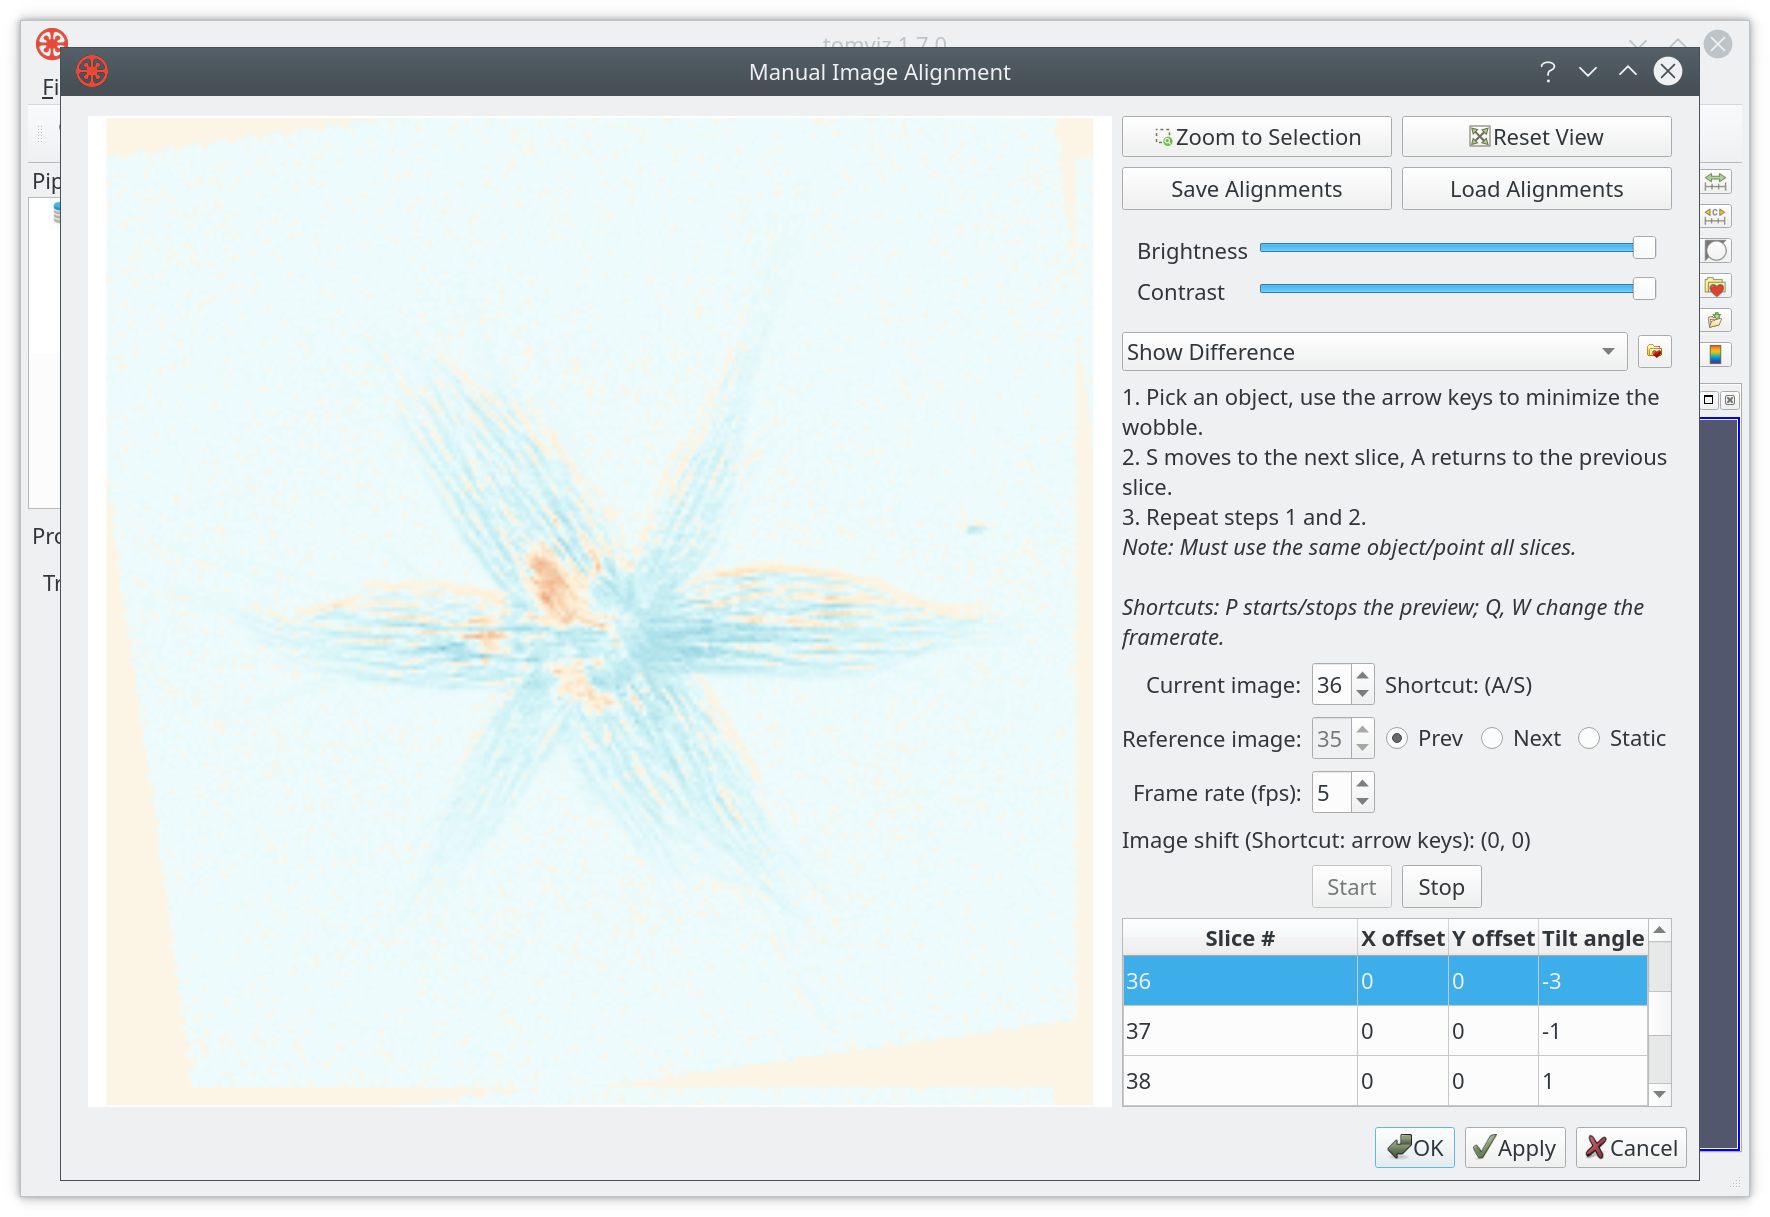 tomviz 1.7.0
Manual Image Alignment
?
Fi
Pip
Pro
Tr
Zoom to Selection
Reset View
Save Alignments
Load Alignments
Brightness
Contrast
Show Difference
1. Pick an object, use the arrow keys to minimize the
wobble.
2. S moves to the next slice, A returns to the previous
slice.
3. Repeat steps 1 and 2.
Note: Must use the same object/point all slices.
Shortcuts: P starts/stops the preview; Q, W change the
framerate.
Current image: 36 Shortcut: (A/S)
Reference image: 35 Prev Next Static
Frame rate (fps): 5
Image shift (Shortcut: arrow keys): (0, 0)
Start Stop
Slice # X offset Y offset Tilt angle
36 0 0 -3
37 0 0 -1
38 0 0 1
OK Apply Cancel